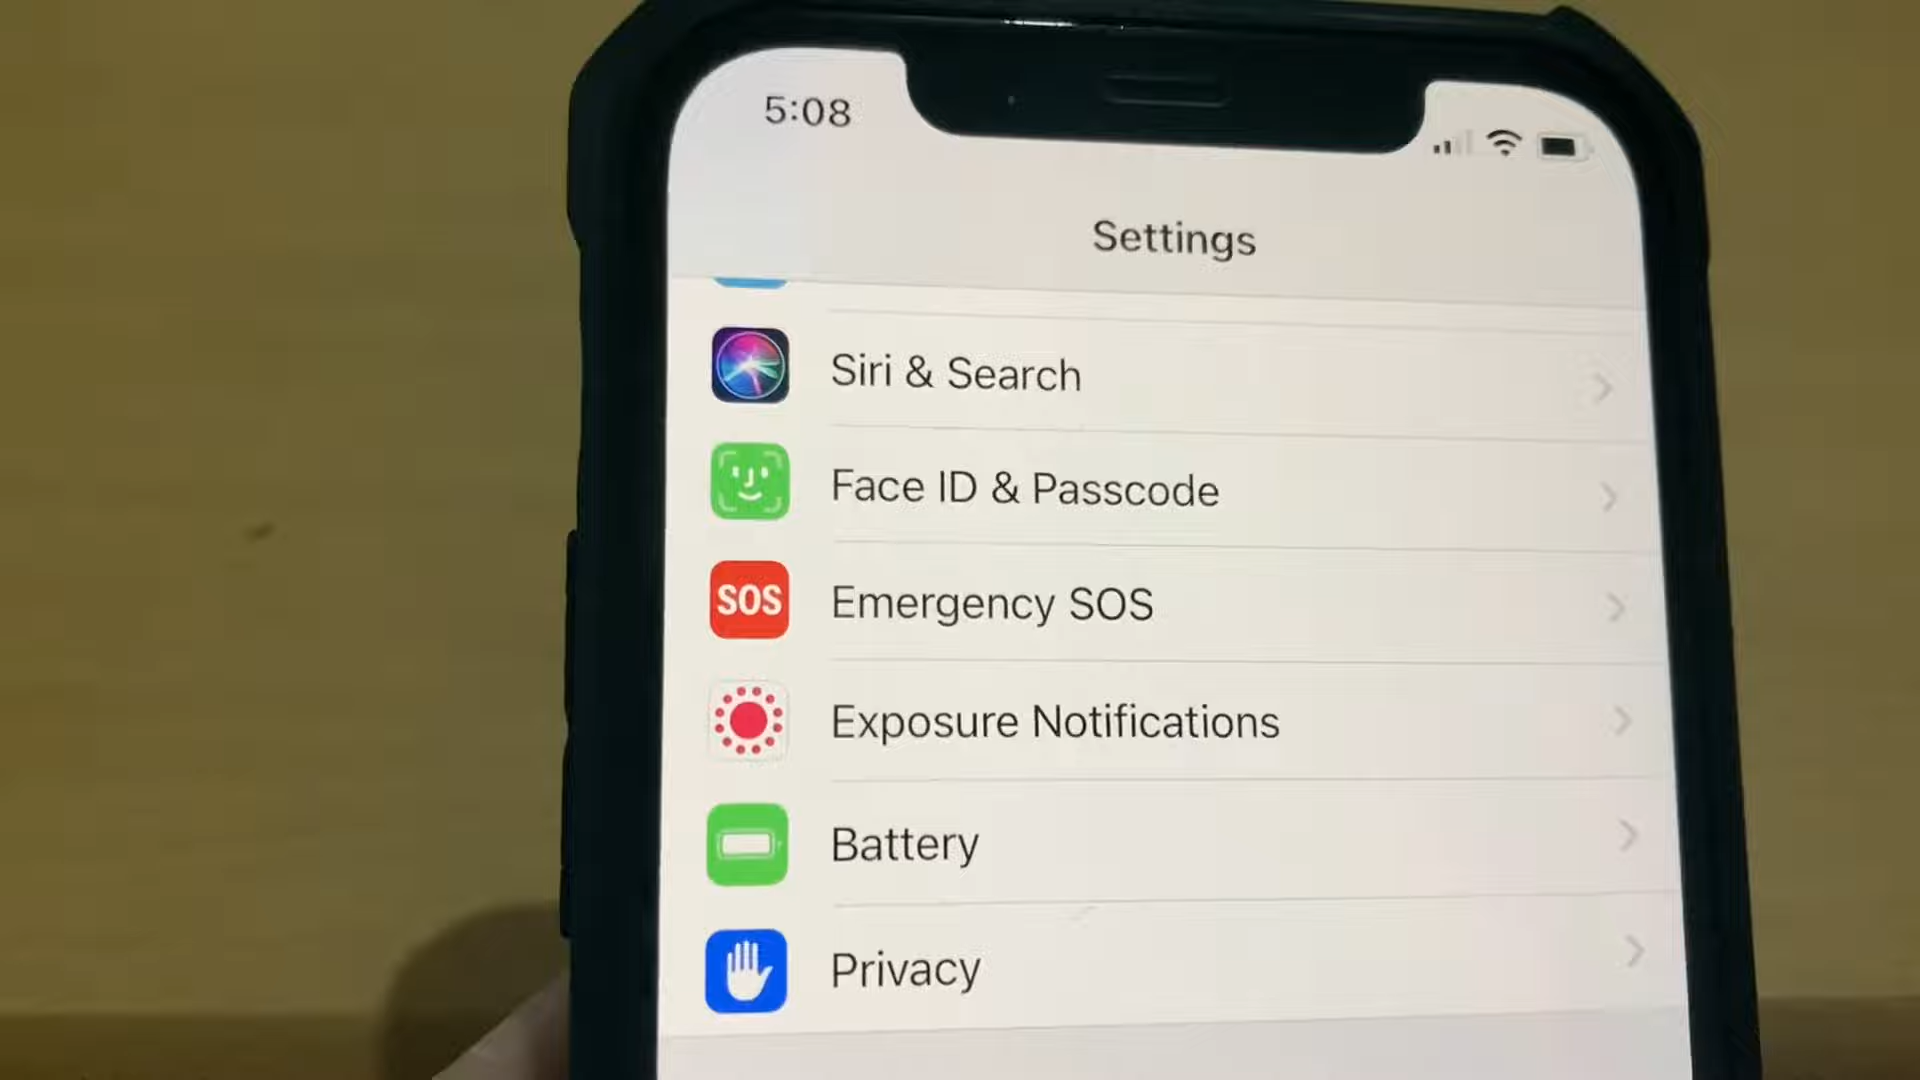 5:08
Settings
Siri & Search
Face ID & Passcode
SOS Emergency SOS
Exposure Notifications
Battery
Privacy